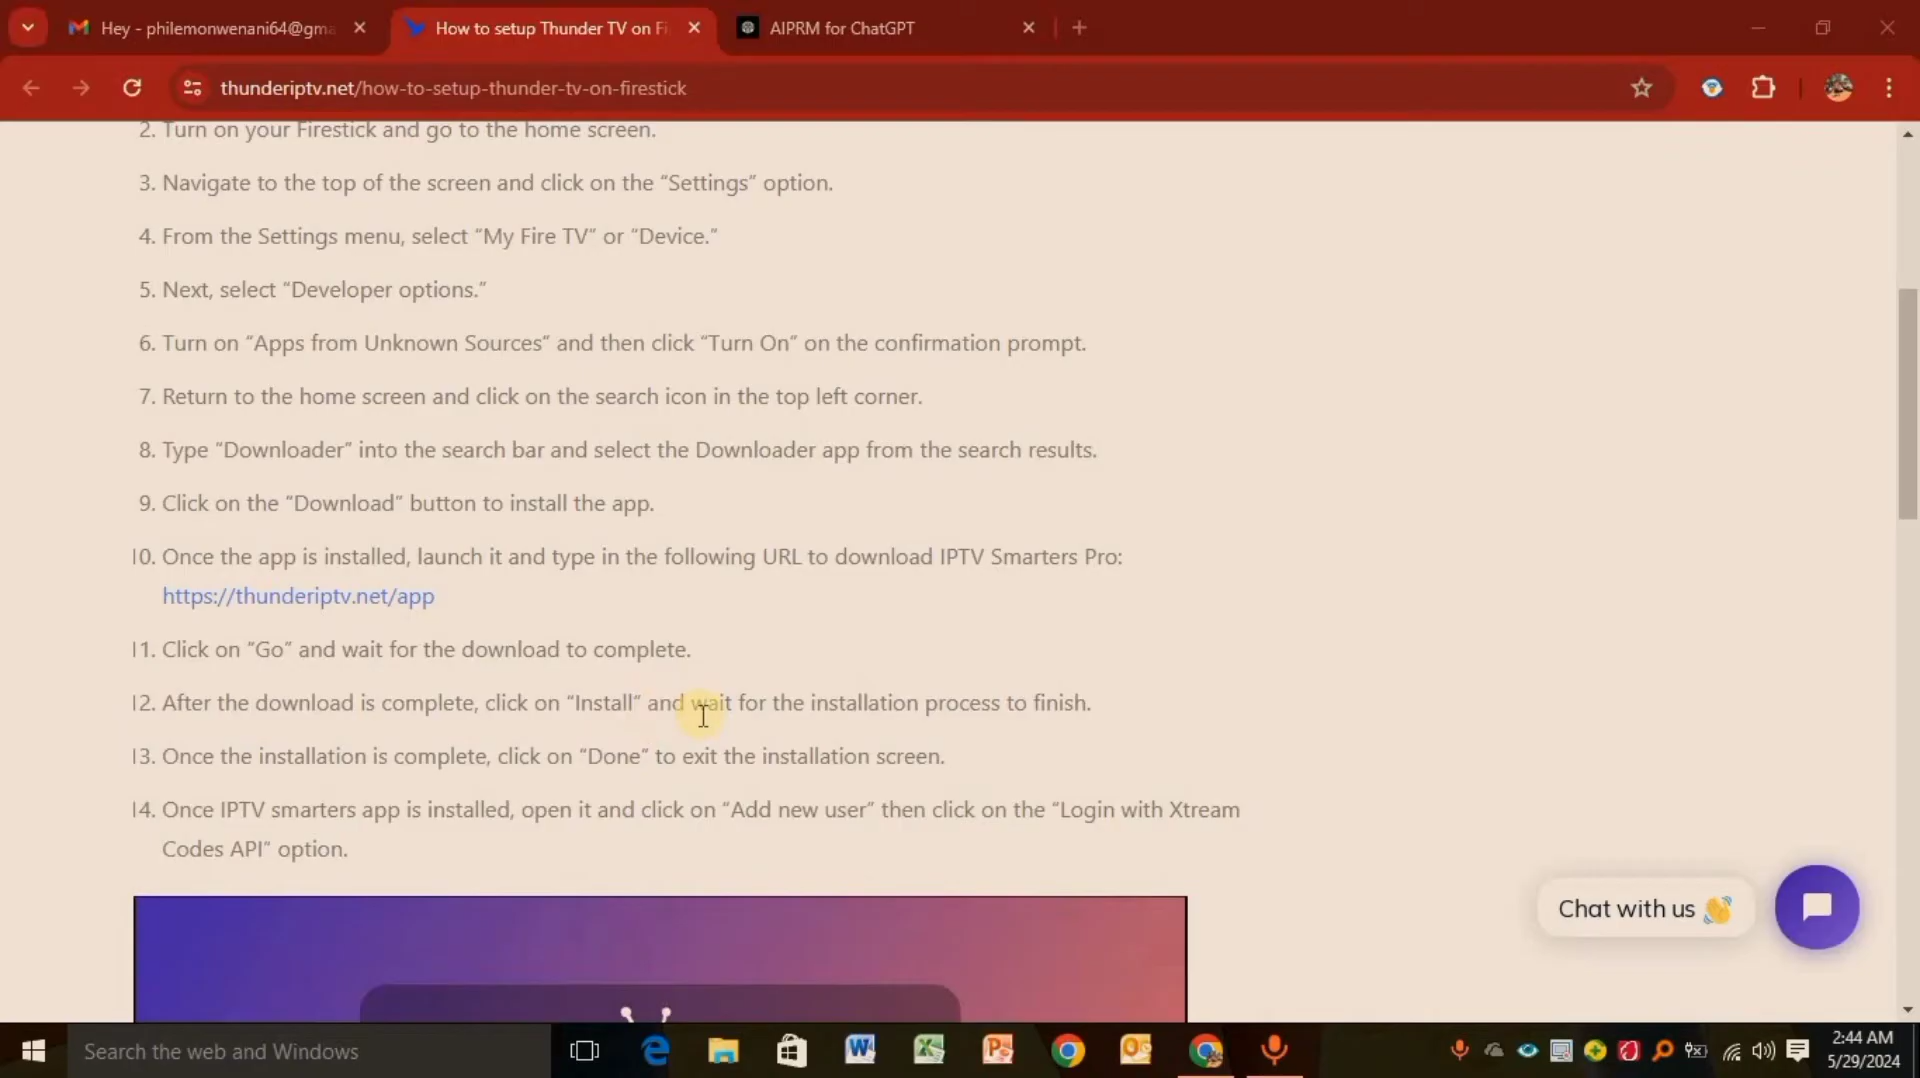 Hey - philemonwenani64@gma
How to setup Thunder TV on Fi
AIPRM for ChatGPT
thunderiptv.net/how-to-setup-thunder-tv-on-firestick
2. Turn on your Firestick and go to the home screen.
3. Navigate to the top of the screen and click on the “Settings” option.
4. From the Settings menu, select “My Fire TV” or “Device.”
5. Next, select “Developer options.”
6. Turn on “Apps from Unknown Sources” and then click “Turn On” on the confirmation prompt.
7. Return to the home screen and click on the search icon in the top left corner.
8. Type “Downloader” into the search bar and select the Downloader app from the search results.
9. Click on the “Download” button to install the app.
10. Once the app is installed, launch it and type in the following URL to download IPTV Smarters Pro:
https://thunderiptv.net/app
11. Click on “Go” and wait for the download to complete.
12. After the download is complete, click on “Install” and wait for the installation process to finish.
13. Once the installation is complete, click on “Done” to exit the installation screen.
14. Once IPTV smarters app is installed, open it and click on “Add new user” then click on the “Login with Xtream
Codes API” option.
Chat with us 👋
Search the web and Windows
2:44 AM
5/29/2024